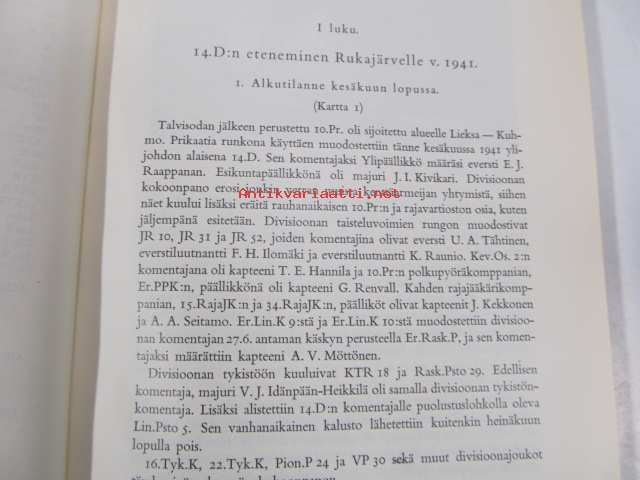 I luku.
14.D:n eteneminen Rukajärvelle v. 1941.
1. Alkutilanne kesäkuun lopussa.
(Kartta 1)
Talvisodan jälkeen perustettu 10.Pr. oli sijoitettu alueelle Lieksa — Kuh-
mo. Prikaatia runkona käyttäen muodostettiin tänne kesäkuussa 1941 yli-
johdon alaisena 14.D. Sen komentajaksi Ylipäällikkö määräsi eversti E. J.
Raappanan. Esikuntapäällikkönä oli majuri J. I. Kivikari. Divisioonan
kokoonpano erosi joukin verran muista kenttäarmeijan yhtymistä, siihen
Antikvariaatti.net
näet kuului lisäksi eräitä rauhanaikaisen 10.Pr:n ja rajavartioston osia, kuten
jäljempänä esitetään. Divisioonan taisteluvoimien rungon muodostivat
JR 10, JR 31 ja JR 52, joiden komentajina olivat eversti U. A. Tähtinen,
everstiluutnantti F. H. Ilomäki ja everstiluutnantti K. Raunio. Kev.Os. 2:n
komentajana oli kapteeni T. E. Hannila ja 10.Pr:n polkupyöräkomppanian,
Er.PPK:n, päällikkönä oli kapteeni G. Renvall. Kahden rajajääkärikomp-
panian, 15.RajaJK:n ja 34.RajaJK:n, päälliköt olivat kapteenit J. Kekkonen
ja A. A. Seitamo. Er.Lin.K 9:stä ja Er.Lin.K 10:stä muodostettiin divisioo-
nan komentajan 27.6. antaman käskyn perusteella Er.Rask.P, ja sen komen-
tajaksi määrättiin kapteeni A. V. Möttönen.
Divisioonan tykistöön kuuluivat KTR 18 ja Rask.Psto 29. Edellisen
komentaja, majuri V. J. Idänpään-Heikkilä oli samalla divisioonan tykistön-
komentaja. Lisäksi alistettiin 14.D:n komentajalle puolustuslohkolla oleva
Lin.Psto 5. Sen vanhanaikainen kalusto lähetettiin kuitenkin heinäkuun
lopulla pois.
16.Tyk.K, 22.Tyk.K, Pion.P 24 ja VP 30 sekä muut divisioonajoukot